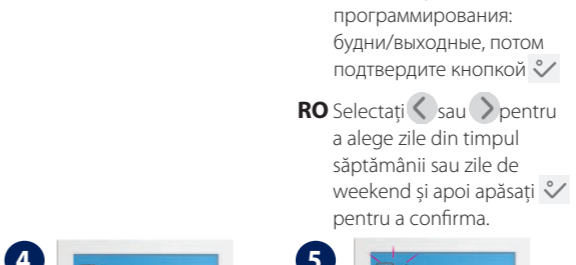 программирования:
будни/выходные, потом
подтвердите кнопкой
RO Selectați sau pentru
a alege zile din timpul
săptămânii sau zile de
weekend și apoi apăsați
pentru a confirma.
4 5